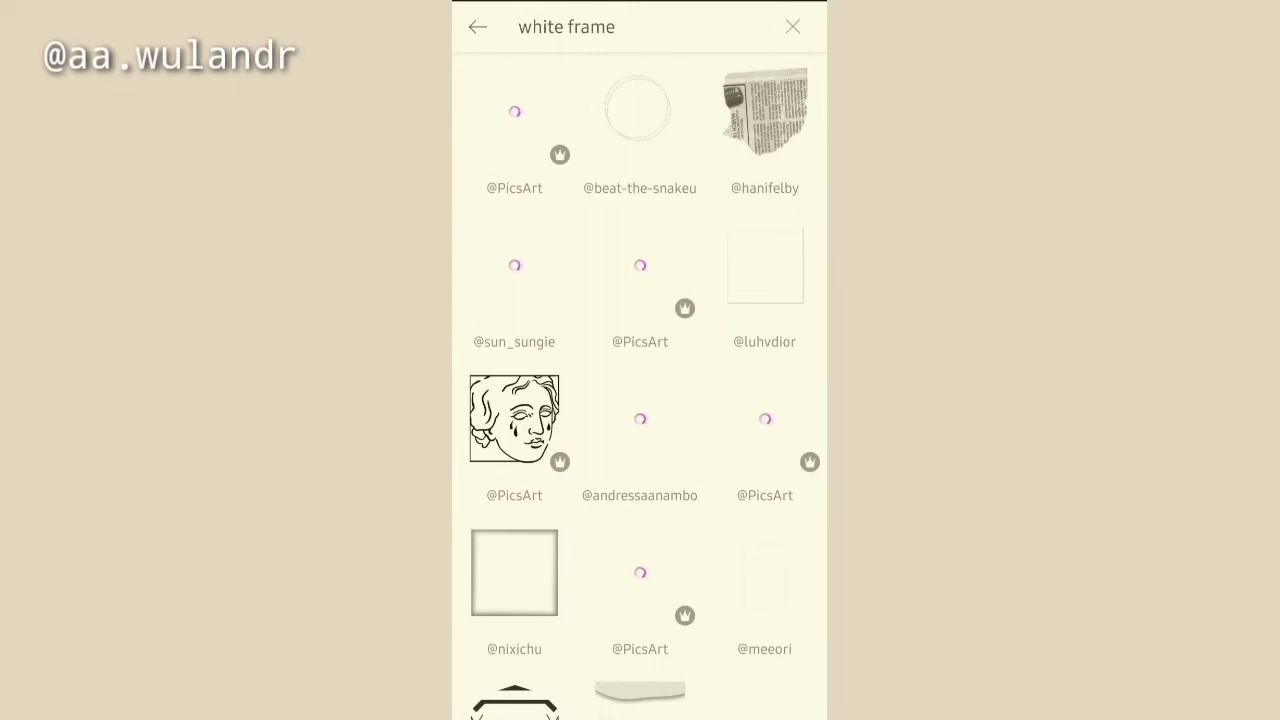 @aa.wulandr
white frame
@PicsArt
@beat-the-snakeu
@hanifelby
@sun_sungie
@PicsArt
@luhvdior
@PicsArt
@andressaanambo
@PicsArt
@nixichu
@PicsArt
@meeori